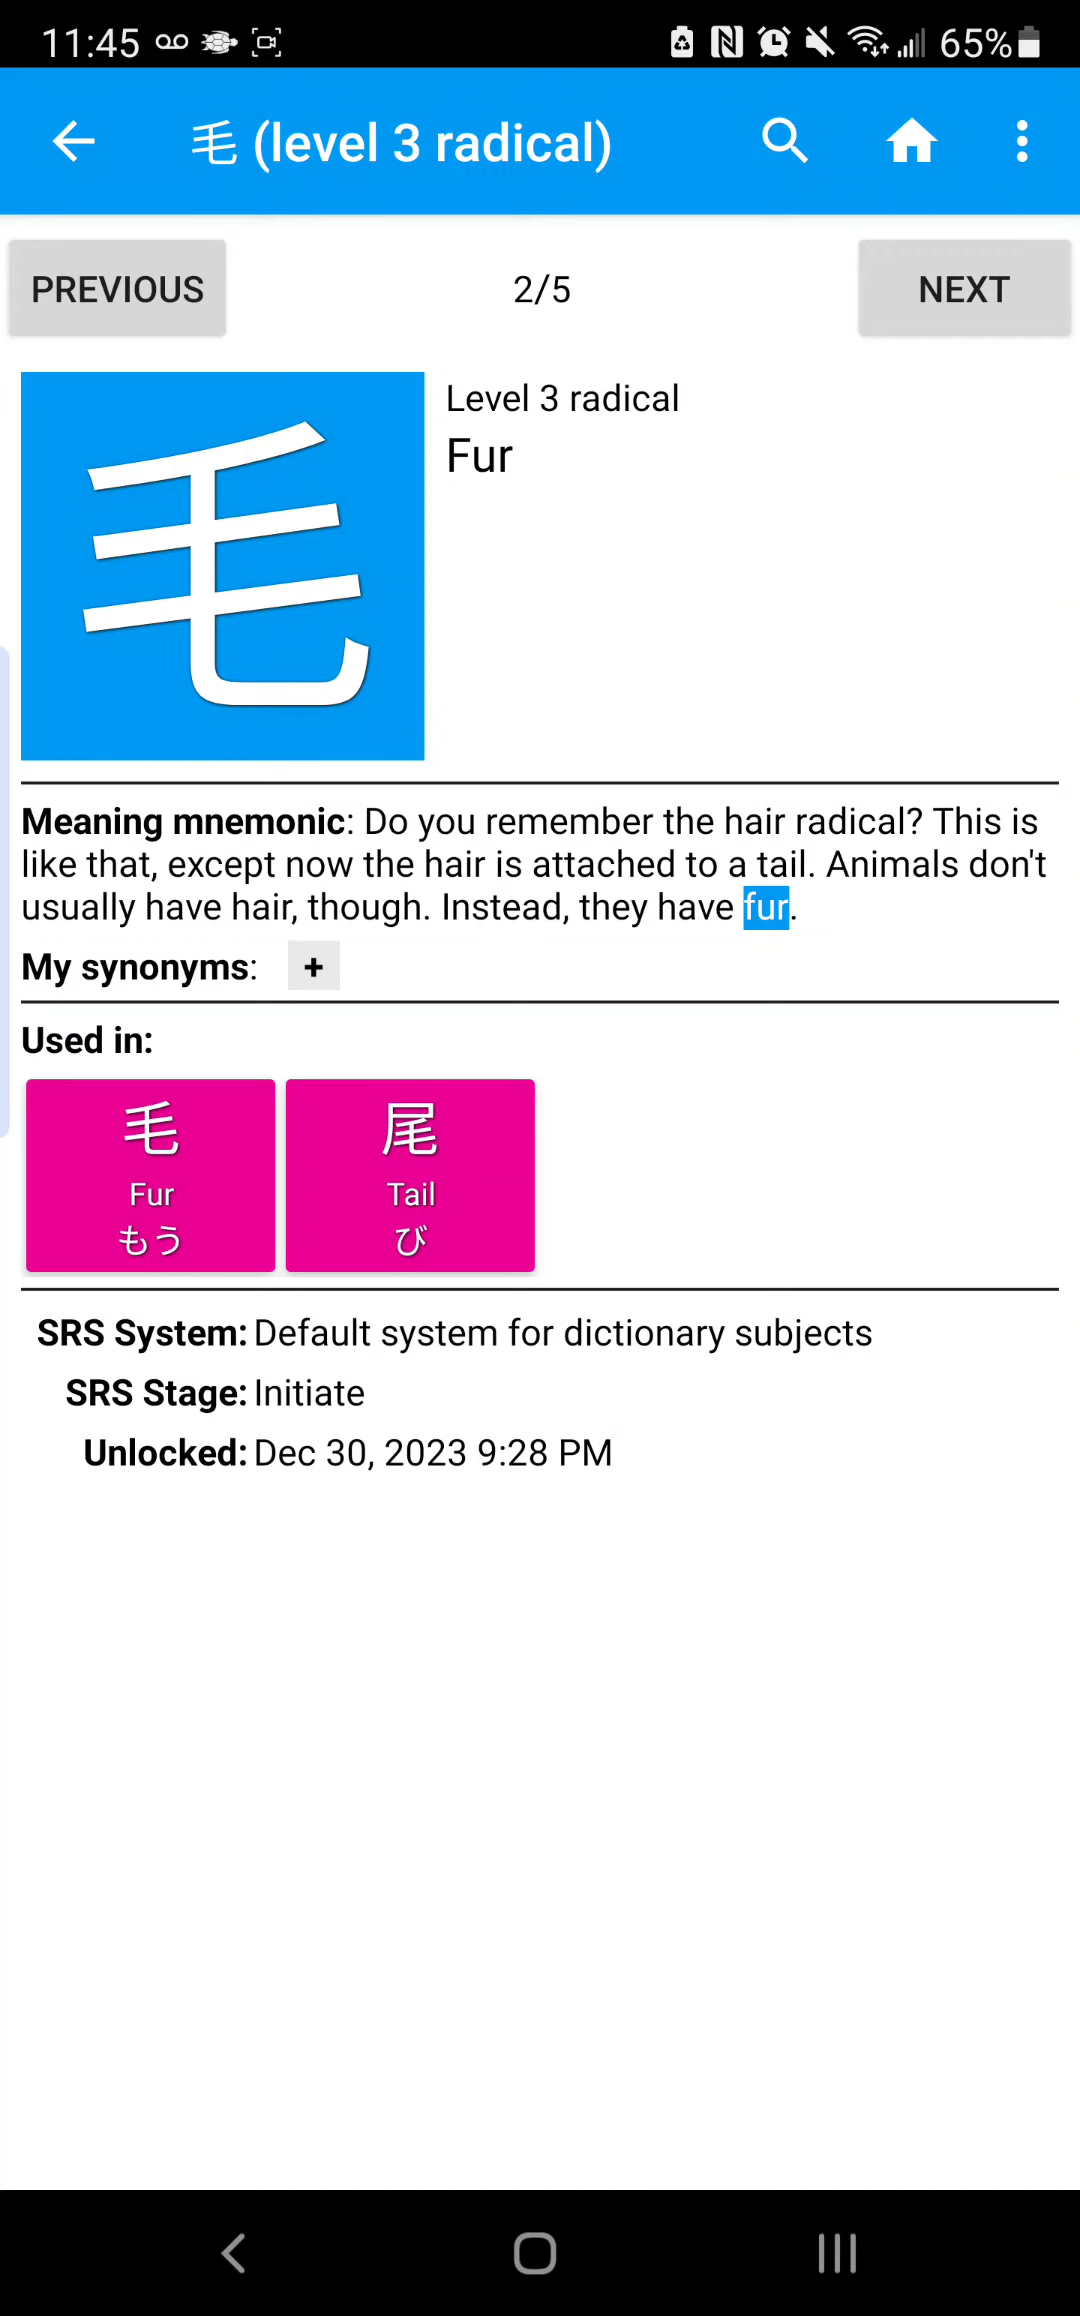 11:45
65%
毛 (level 3 radical)
PREVIOUS
2/5
NEXT
毛
Level 3 radical
Fur
Meaning mnemonic: Do you remember the hair radical? This is
like that, except now the hair is attached to a tail. Animals don't
usually have hair, though. Instead, they have fur.
My synonyms: +
Used in:
毛
Fur
もう
尾
Tail
び
SRS System: Default system for dictionary subjects
SRS Stage: Initiate
Unlocked: Dec 30, 2023 9:28 PM